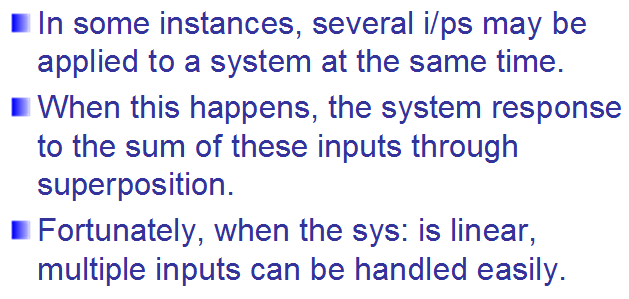 In some instances, several i/ps may be
applied to a system at the same time.
When this happens, the system response
to the sum of these inputs through
superposition.
Fortunately, when the sys: is linear,
multiple inputs can be handled easily.